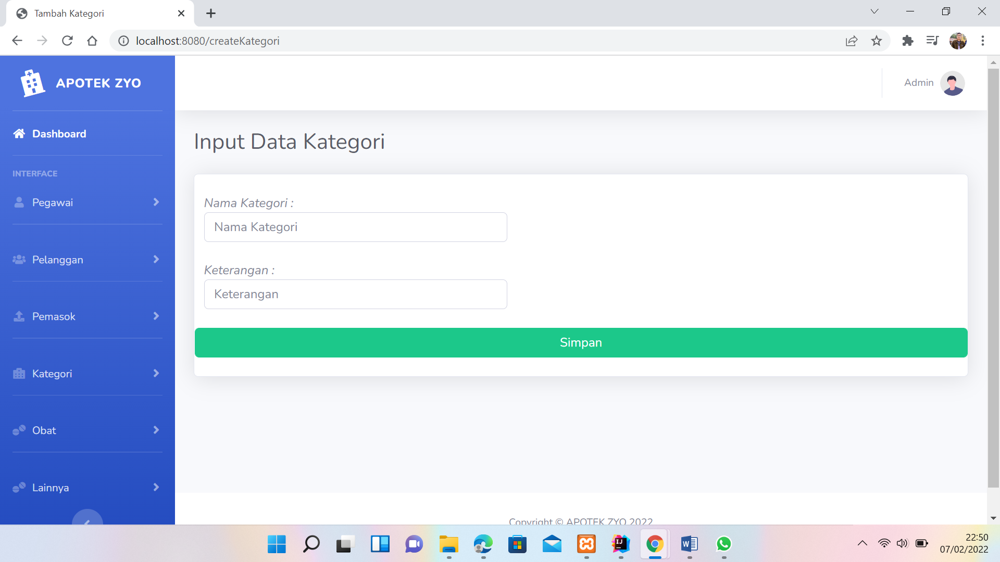 Tambah Kategori
localhost:8080/createKategori
APOTEK ZYO
Admin
Dashboard
INTERFACE
Pegawai
Pelanggan
Pemasok
Kategori
Obat
Lainnya
Input Data Kategori
Nama Kategori :
Nama Kategori
Keterangan :
Keterangan
Simpan
Copyright © APOTEK ZYO 2022
22:50
07/02/2022